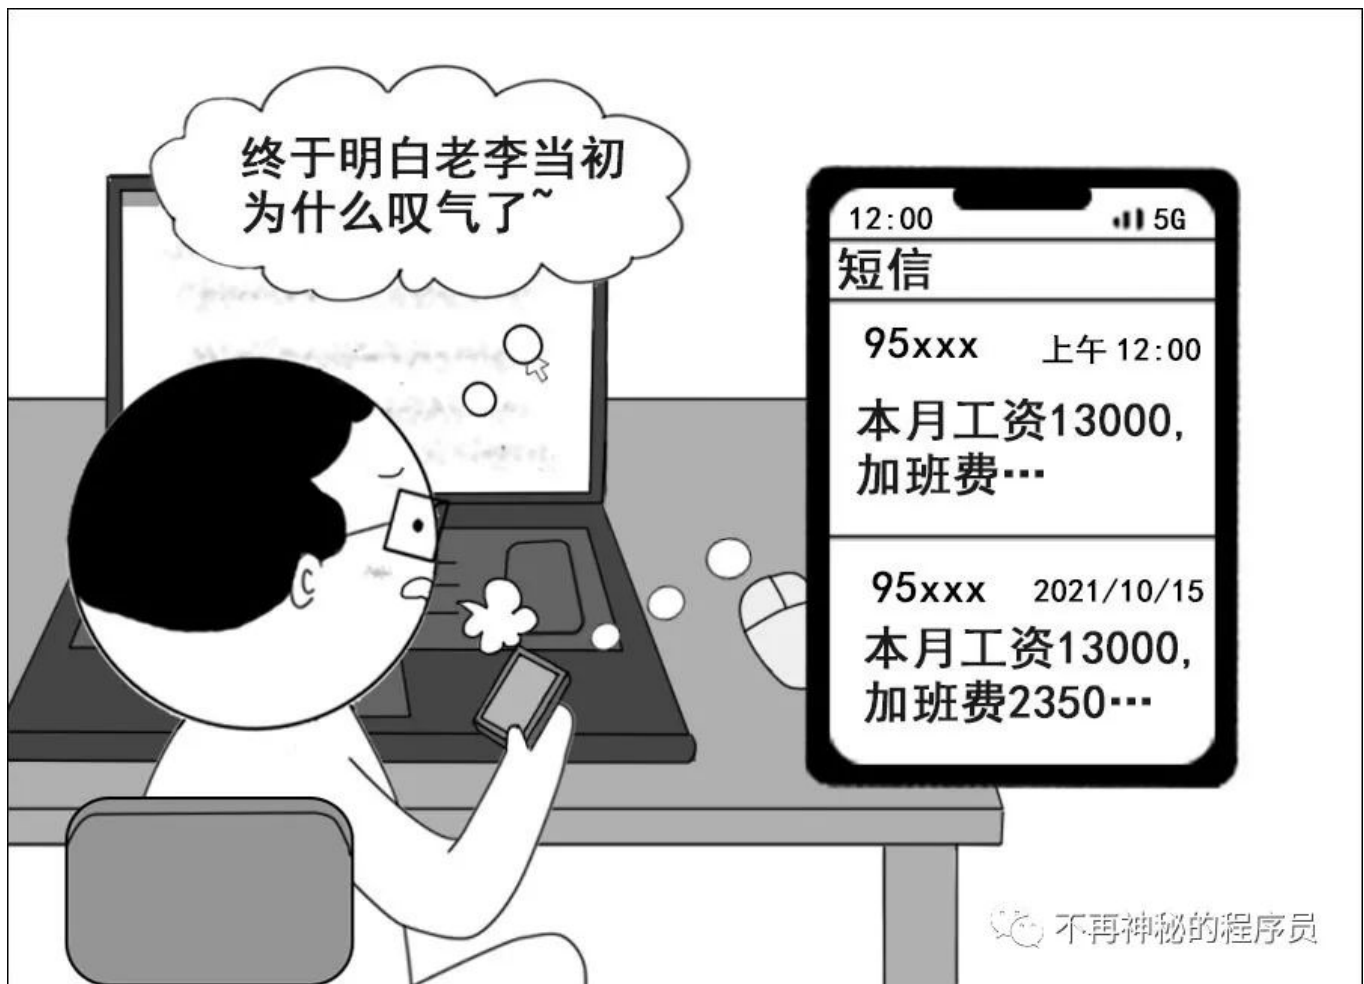 终于明白老李当初
为什么叹气了~
12:00 5G
短信
95xxx 上午 12:00
本月工资13000,
加班费…
95xxx 2021/10/15
本月工资13000,
加班费2350…
不再神秘的程序员